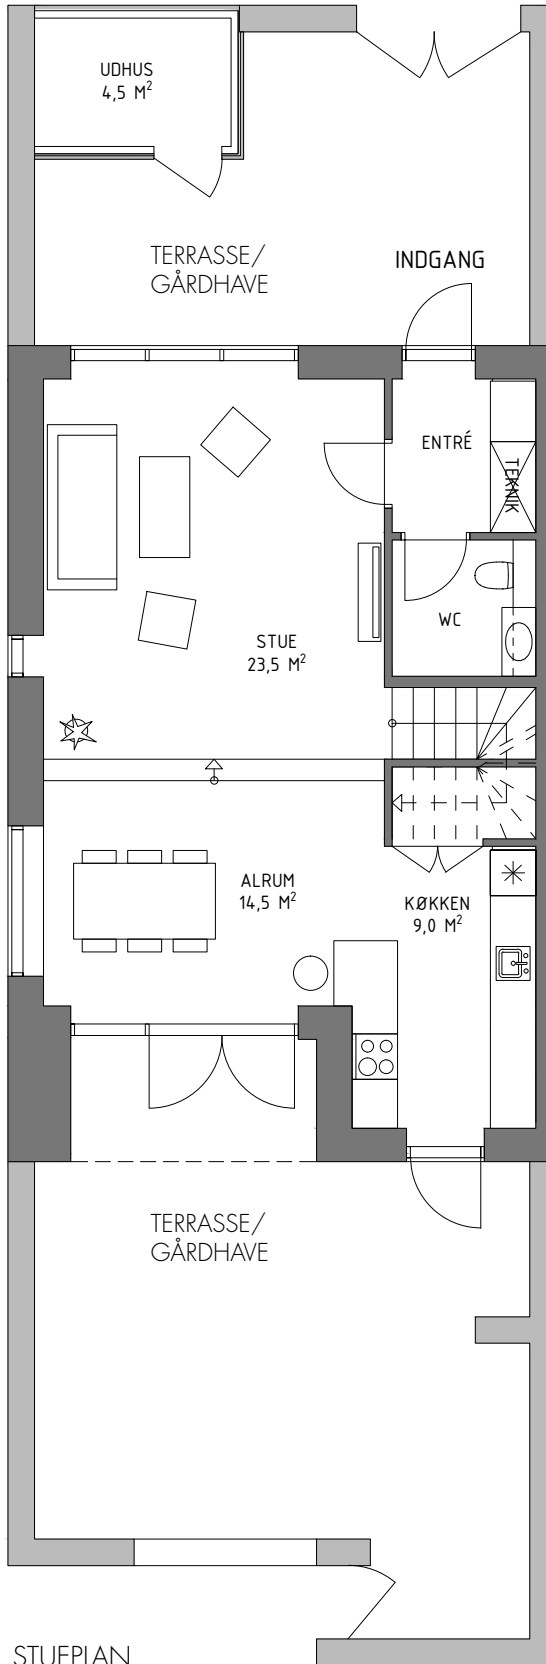 UDHUS
4,5 M²
TERRASSE/
GÅRDHAVE
INDGANG
ENTRÉ
TEKNIK
WC
STUE
23,5 M²
ALRUM
14,5 M²
KØKKEN
9,0 M²
TERRASSE/
GÅRDHAVE
STUEPLAN